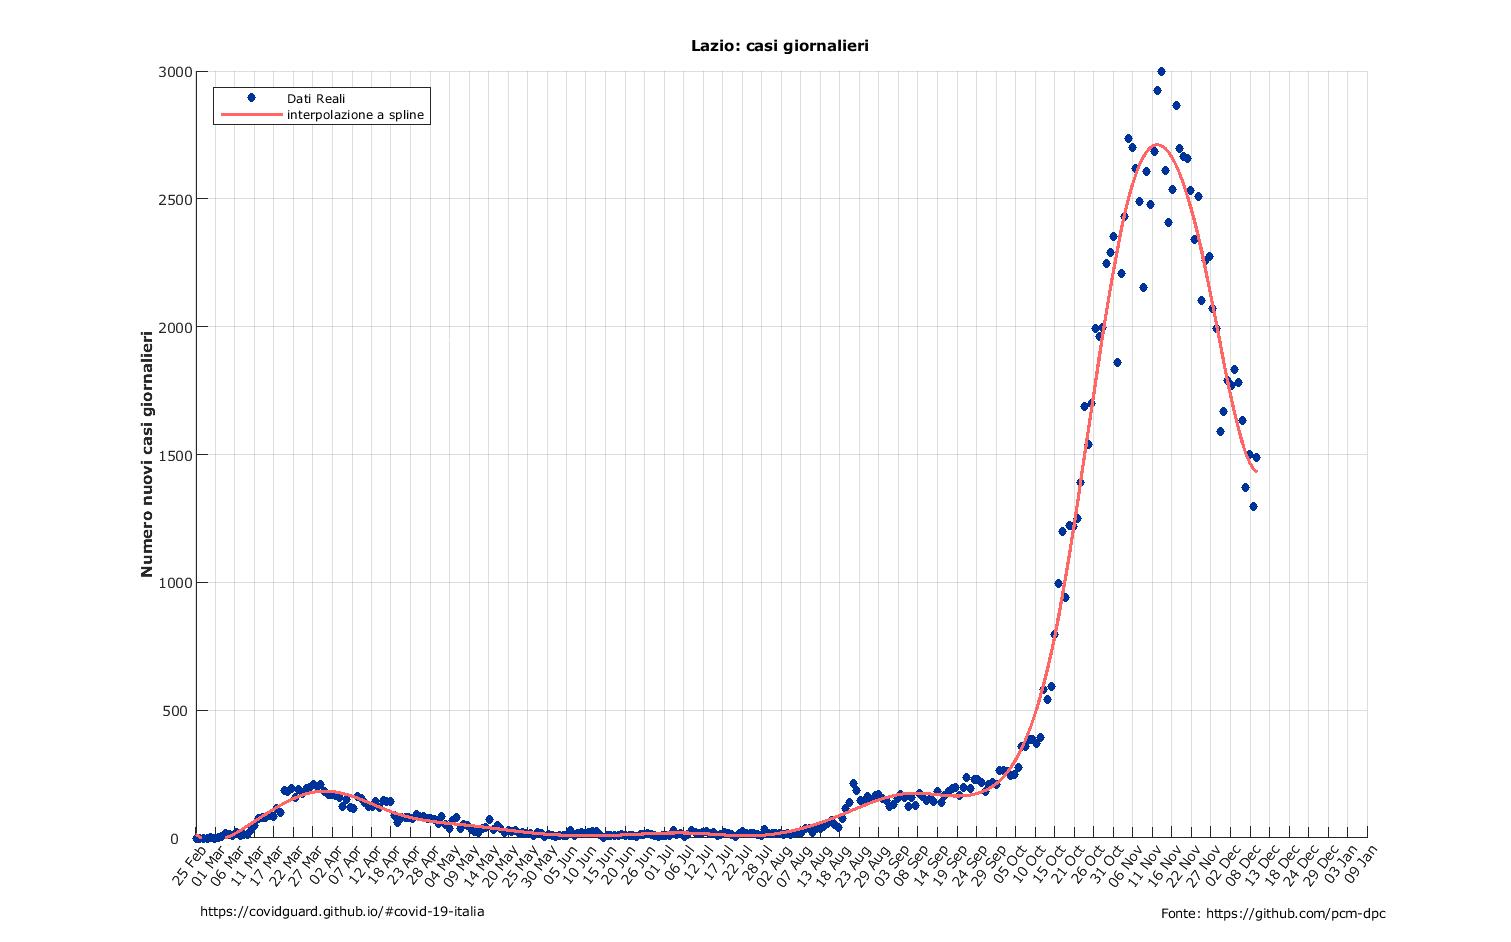 Lazio: casi giornalieri
Dati Reali
interpolazione a spline
Numero nuovi casi giornalieri
3000
2500
2000
1500
1000
500
0
25 Feb
01 Mar
06 Mar
11 Mar
17 Mar
22 Mar
27 Mar
02 Apr
07 Apr
12 Apr
18 Apr
23 Apr
28 Apr
04 May
09 May
14 May
20 May
25 May
30 May
05 Jun
10 Jun
15 Jun
20 Jun
26 Jun
01 Jul
06 Jul
12 Jul
17 Jul
22 Jul
28 Jul
02 Aug
07 Aug
13 Aug
18 Aug
23 Aug
29 Aug
03 Sep
08 Sep
14 Sep
19 Sep
24 Sep
29 Sep
05 Oct
10 Oct
15 Oct
21 Oct
26 Oct
31 Oct
06 Nov
11 Nov
16 Nov
22 Nov
27 Nov
02 Dec
08 Dec
13 Dec
18 Dec
24 Dec
29 Dec
03 Jan
09 Jan
https://covidguard.github.io/#covid-19-italia
Fonte: https://github.com/pcm-dpc